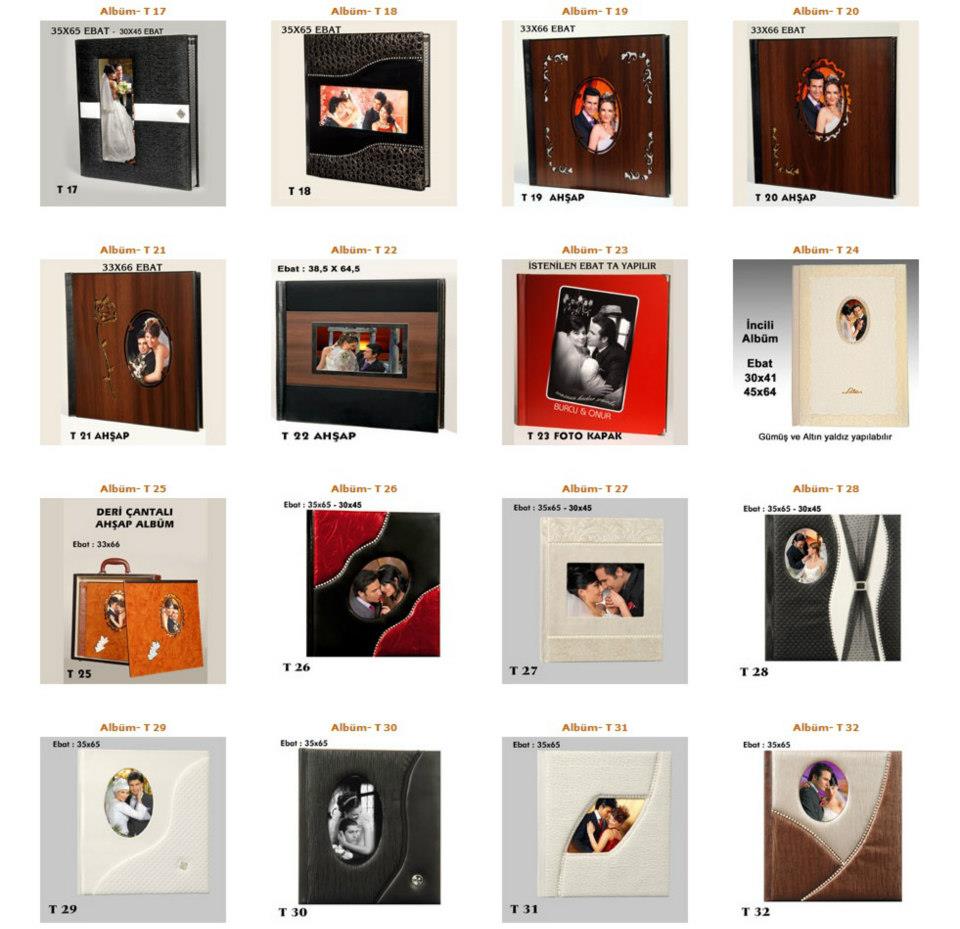 Albüm- T 17
35X65 EBAT - 30X45 EBAT
T 17
Albüm- T 18
35X65 EBAT
T 18
Albüm- T 19
33X66 EBAT
T 19 AHŞAP
Albüm- T 20
33X66 EBAT
T 20 AHŞAP
Albüm- T 21
33X66 EBAT
T 21 AHŞAP
Albüm- T 22
Ebat : 38,5 X 64,5
T 22 AHŞAP
Albüm- T 23
İSTENİLEN EBAT TA YAPILIR
BURCU & ONUR
T 23 FOTO KAPAK
Albüm- T 24
İncili
Albüm
Ebat
30x41
45x64
Gümüş ve Altın yaldız yapılabılır
Albüm- T 25
DERİ ÇANTALI
AHŞAP ALBÜM
Ebat : 33x66
T 25
Albüm- T 26
Ebat : 35x65 - 30x45
T 26
Albüm- T 27
Ebat : 35x65 - 30x45
T 27
Albüm- T 28
Ebat : 35x65 - 30x45
T 28
Albüm- T 29
Ebat : 35x65
T 29
Albüm- T 30
Ebat : 35x65
T 30
Albüm- T 31
Ebat : 35x65
T 31
Albüm- T 32
Ebat : 35x65
T 32